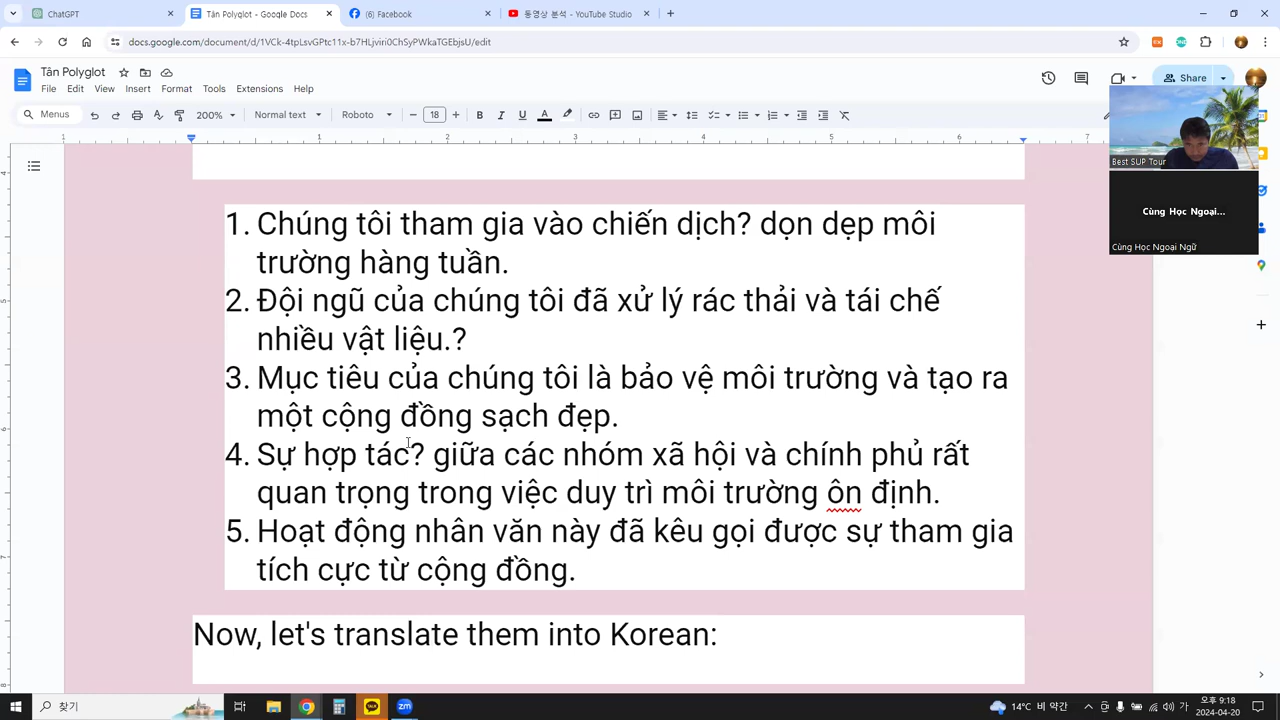 ChatGPT
Tân Polyglot - Google Docs
(6) Facebook
동영상 분석 - YouTube Studio
docs.google.com/document/d/1VCk-4tpLsvGPtc11x-b7HLjviri0ChSyPWkaTGEbjsU/edit
Tân Polyglot
File Edit View Insert Format Tools Extensions Help
Share
Menus
200%
Normal text
Roboto
18
Best SUP Tour
Cùng Học Ngoại...
Cùng Học Ngoại Ngữ
1. Chúng tôi tham gia vào chiến dịch? dọn dẹp môi
trường hàng tuần.
2. Đội ngũ của chúng tôi đã xử lý rác thải và tái chế
nhiều vật liệu.?
3. Mục tiêu của chúng tôi là bảo vệ môi trường và tạo ra
một cộng đồng sạch đẹp.
4. Sự hợp tác? giữa các nhóm xã hội và chính phủ rất
quan trọng trong việc duy trì môi trường ôn định.
5. Hoạt động nhân văn này đã kêu gọi được sự tham gia
tích cực từ cộng đồng.
Now, let's translate them into Korean:
찾기
14°C 비 약간
오후 9:18
2024-04-20